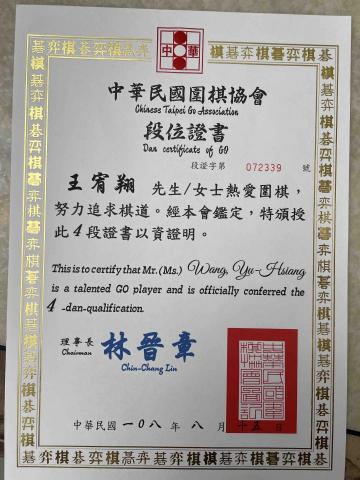 中華
中華民國圍棋協會
Chinese Taipei Go Association
段位證書
Dan certificate of GO
段證字第 072339 號
王宥翔 先生/女士熱愛圍棋，
努力追求棋道。經本會鑑定，特頒授
此4段證書以資證明。
This is to certify that Mr.(Ms.) Wang, Yu-Hsiang
is a talented GO player and is officially conferred the
4 -dan-qualification.
理事長 林晉章
Chairman Chin-Chang Lin
中華民國 一○八 年 八 月 十五 日